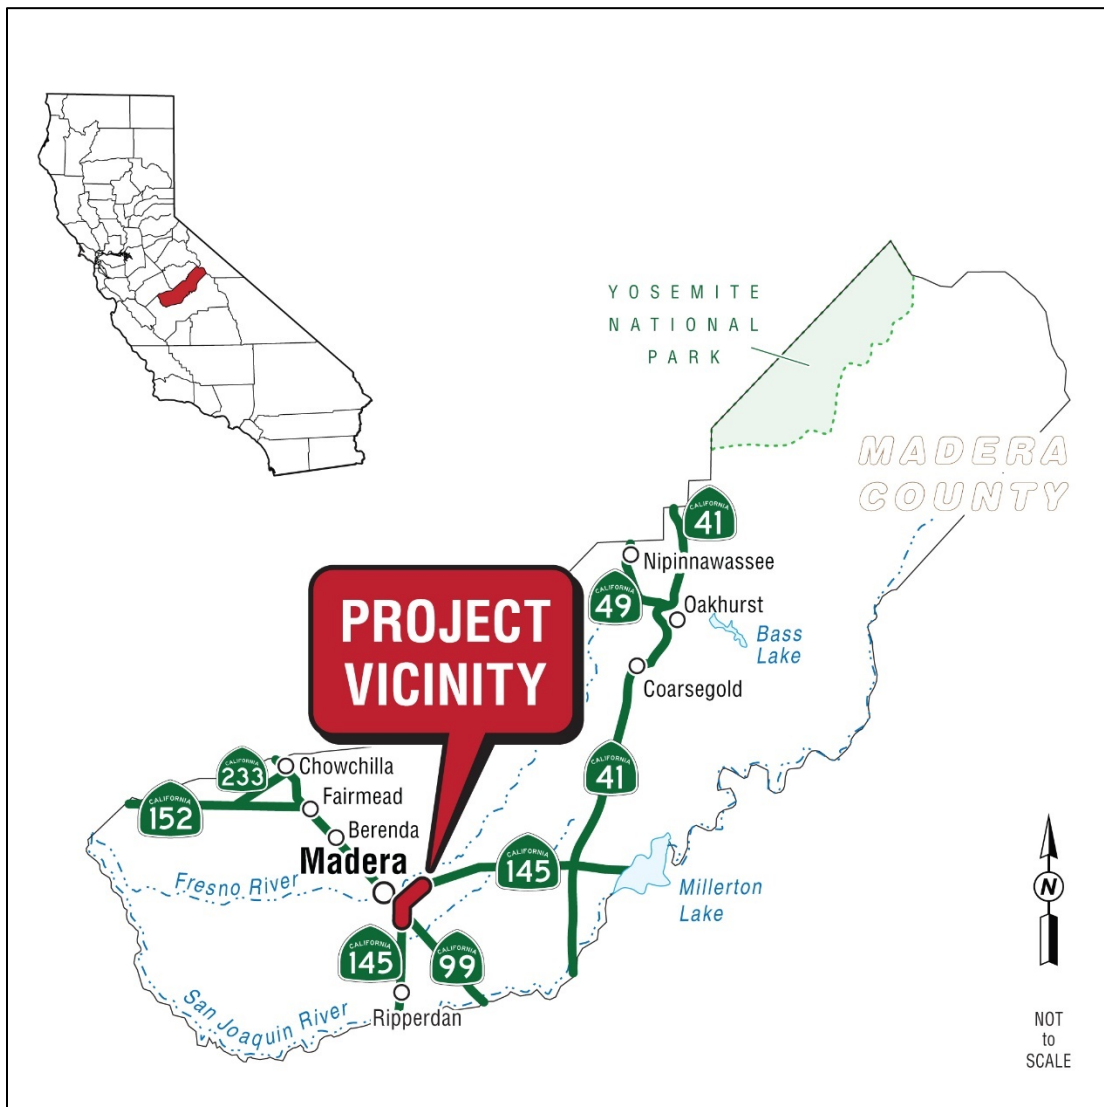 YOSEMITE
NATIONAL
PARK
MADERA
COUNTY
CALIFORNIA
41
Nipinnawassee
CALIFORNIA
49
Oakhurst
Bass
Lake
Coarsegold
PROJECT
VICINITY
CALIFORNIA
41
CALIFORNIA
233
Chowchilla
CALIFORNIA
152
Fairmead
Berenda
Madera
CALIFORNIA
145
Fresno River
Millerton
Lake
N
CALIFORNIA
145
CALIFORNIA
99
San Joaquin River
Ripperdan
NOT
to
SCALE